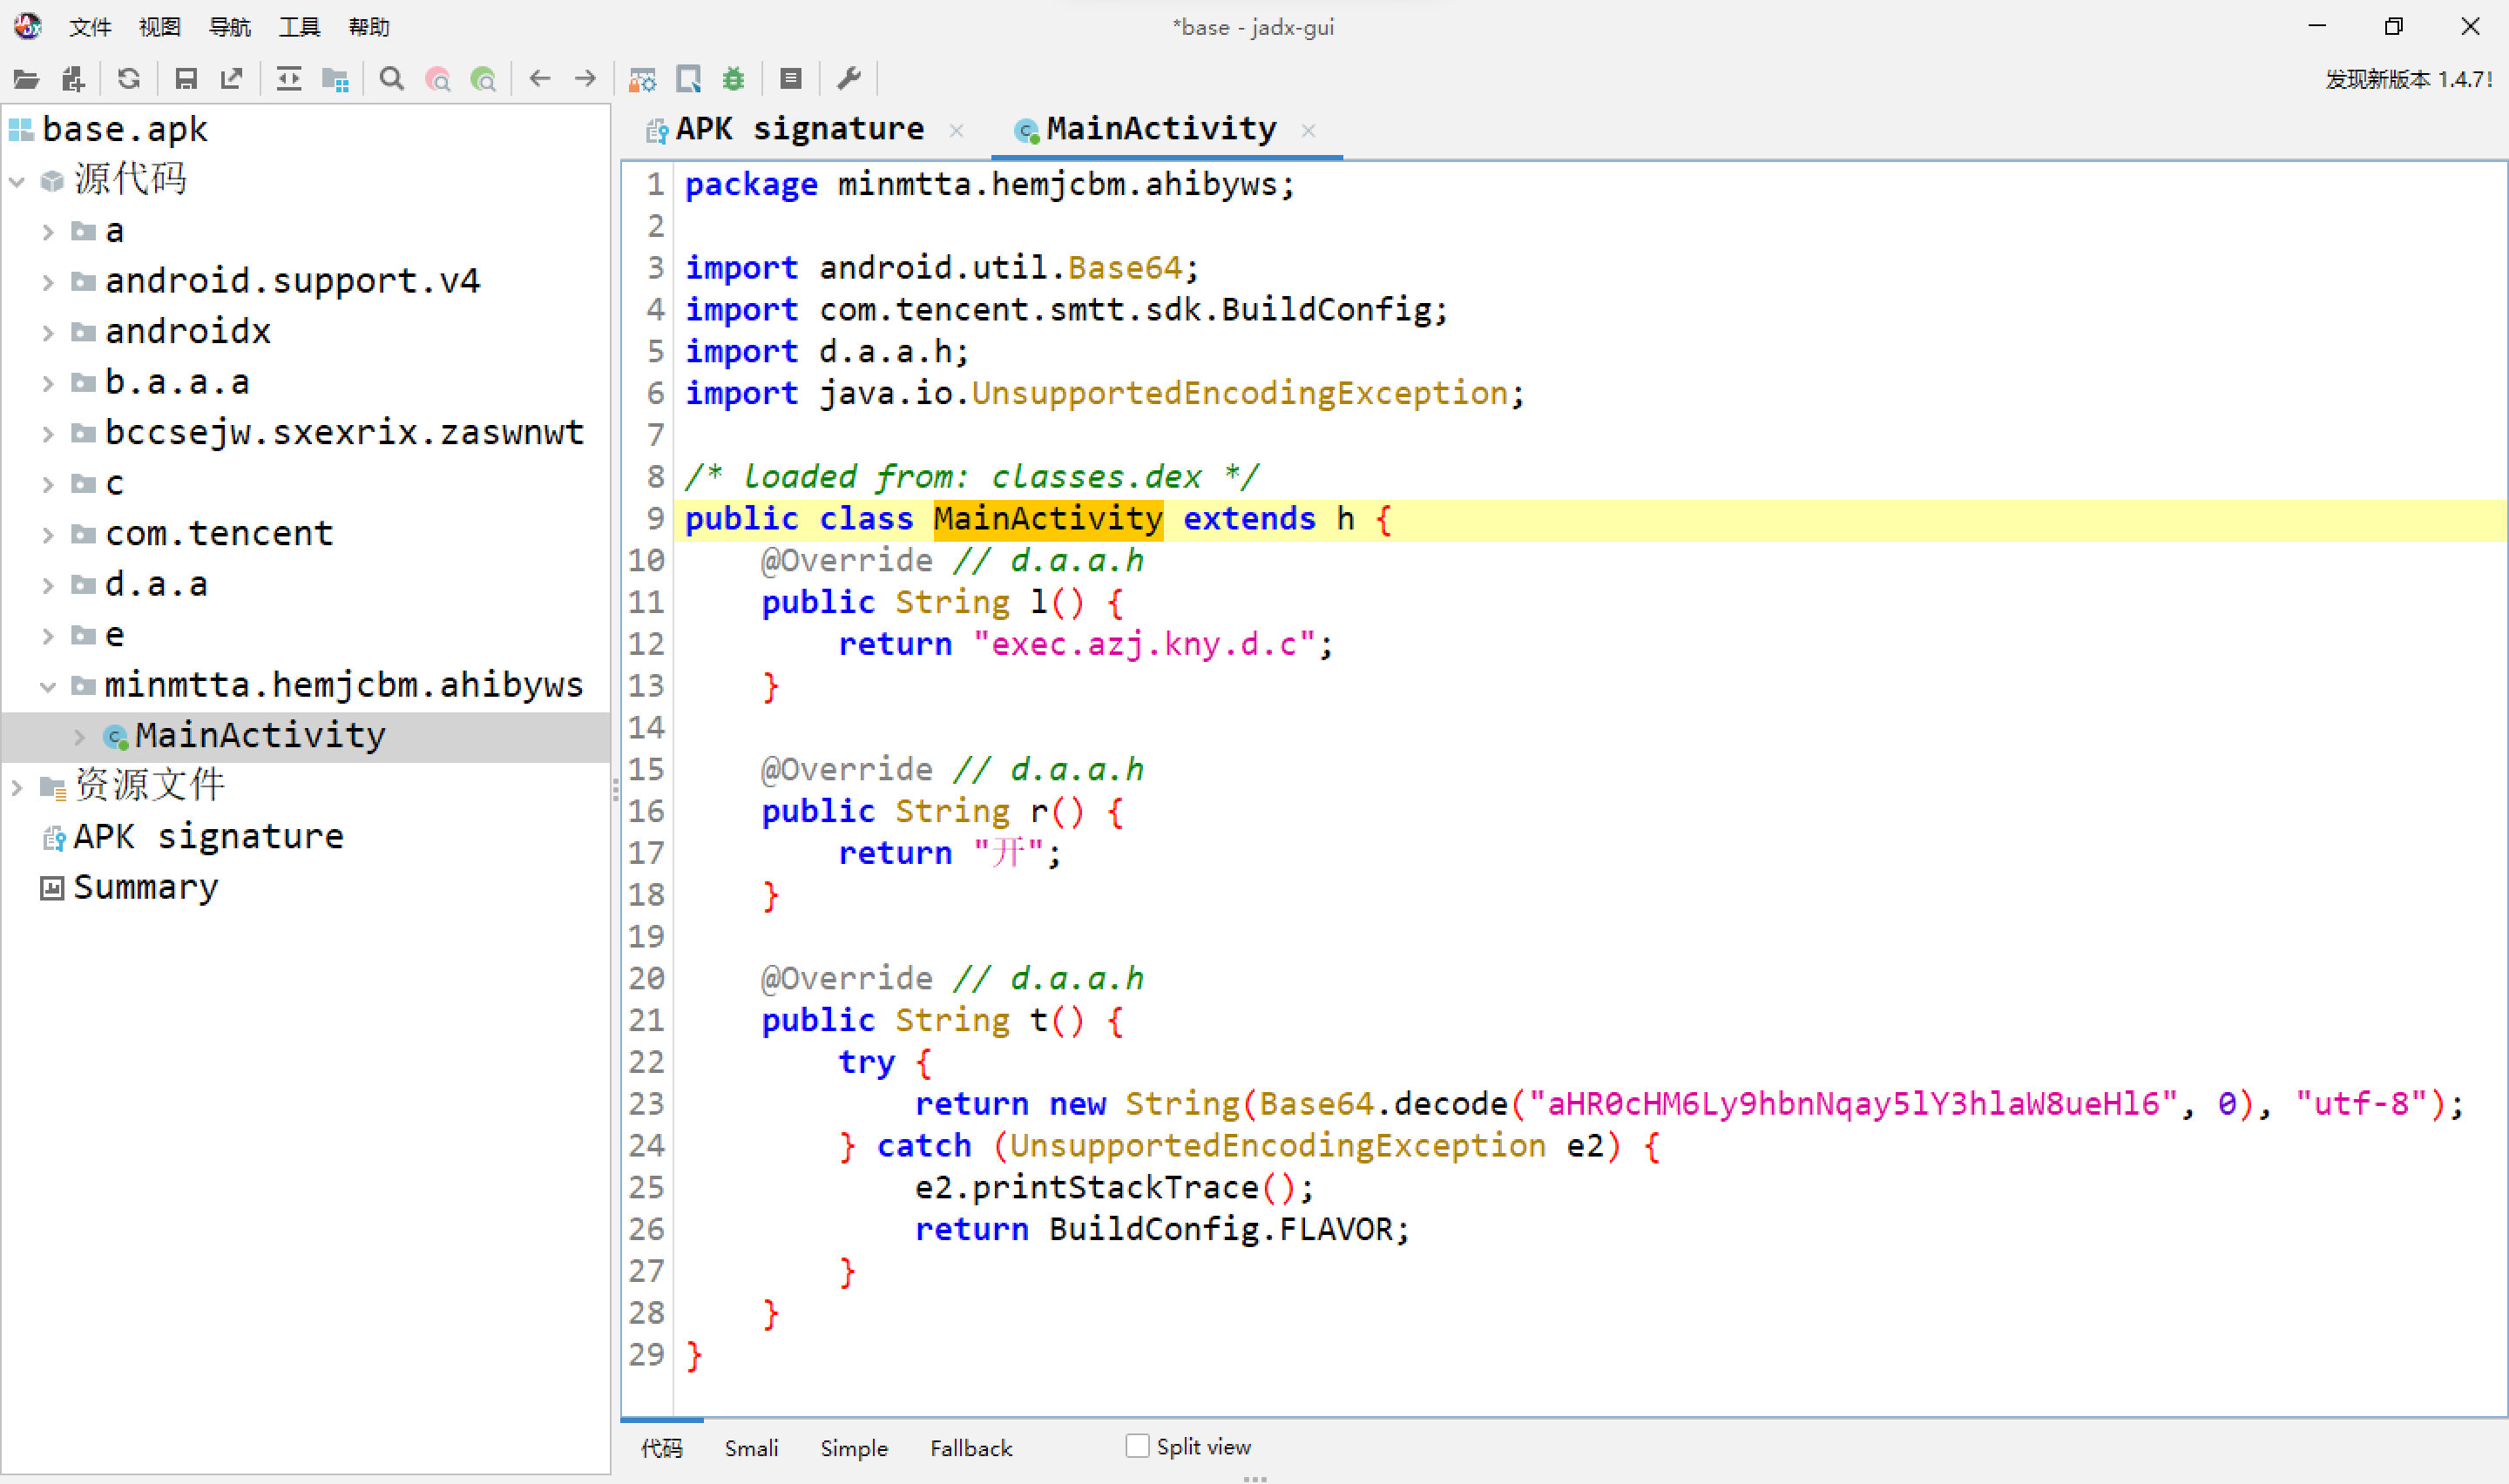 文件 视图 导航 工具 帮助
*base - jadx-gui
发现新版本 1.4.7!
base.apk
源代码
a
android.support.v4
androidx
b.a.a.a
bccsejw.sxexrix.zaswnwt
c
com.tencent
d.a.a
e
minmtta.hemjcbm.ahibyws
MainActivity
资源文件
APK signature
Summary
APK signature MainActivity
1 package minmtta.hemjcbm.ahibyws;
2
3 import android.util.Base64;
4 import com.tencent.smtt.sdk.BuildConfig;
5 import d.a.a.h;
6 import java.io.UnsupportedEncodingException;
7
8 /* loaded from: classes.dex */
9 public class MainActivity extends h {
10 @Override // d.a.a.h
11 public String l() {
12 return "exec.azj.kny.d.c";
13 }
14
15 @Override // d.a.a.h
16 public String r() {
17 return "开";
18 }
19
20 @Override // d.a.a.h
21 public String t() {
22 try {
23 return new String(Base64.decode("aHR0cHM6Ly9hbnNqay5lY3hlaW8ueHl6", 0), "utf-8");
24 } catch (UnsupportedEncodingException e2) {
25 e2.printStackTrace();
26 return BuildConfig.FLAVOR;
27 }
28 }
29 }
代码 Smali Simple Fallback Split view